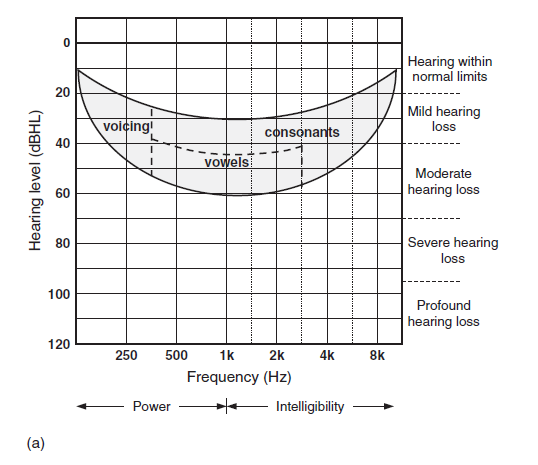 Hearing level (dBHL)
0
20
40
60
80
100
120
voicing
consonants
vowels
Hearing within
normal limits
Mild hearing
loss
Moderate
hearing loss
Severe hearing
loss
Profound
hearing loss
250 500 1k 2k 4k 8k
Frequency (Hz)
Power Intelligibility
(a)